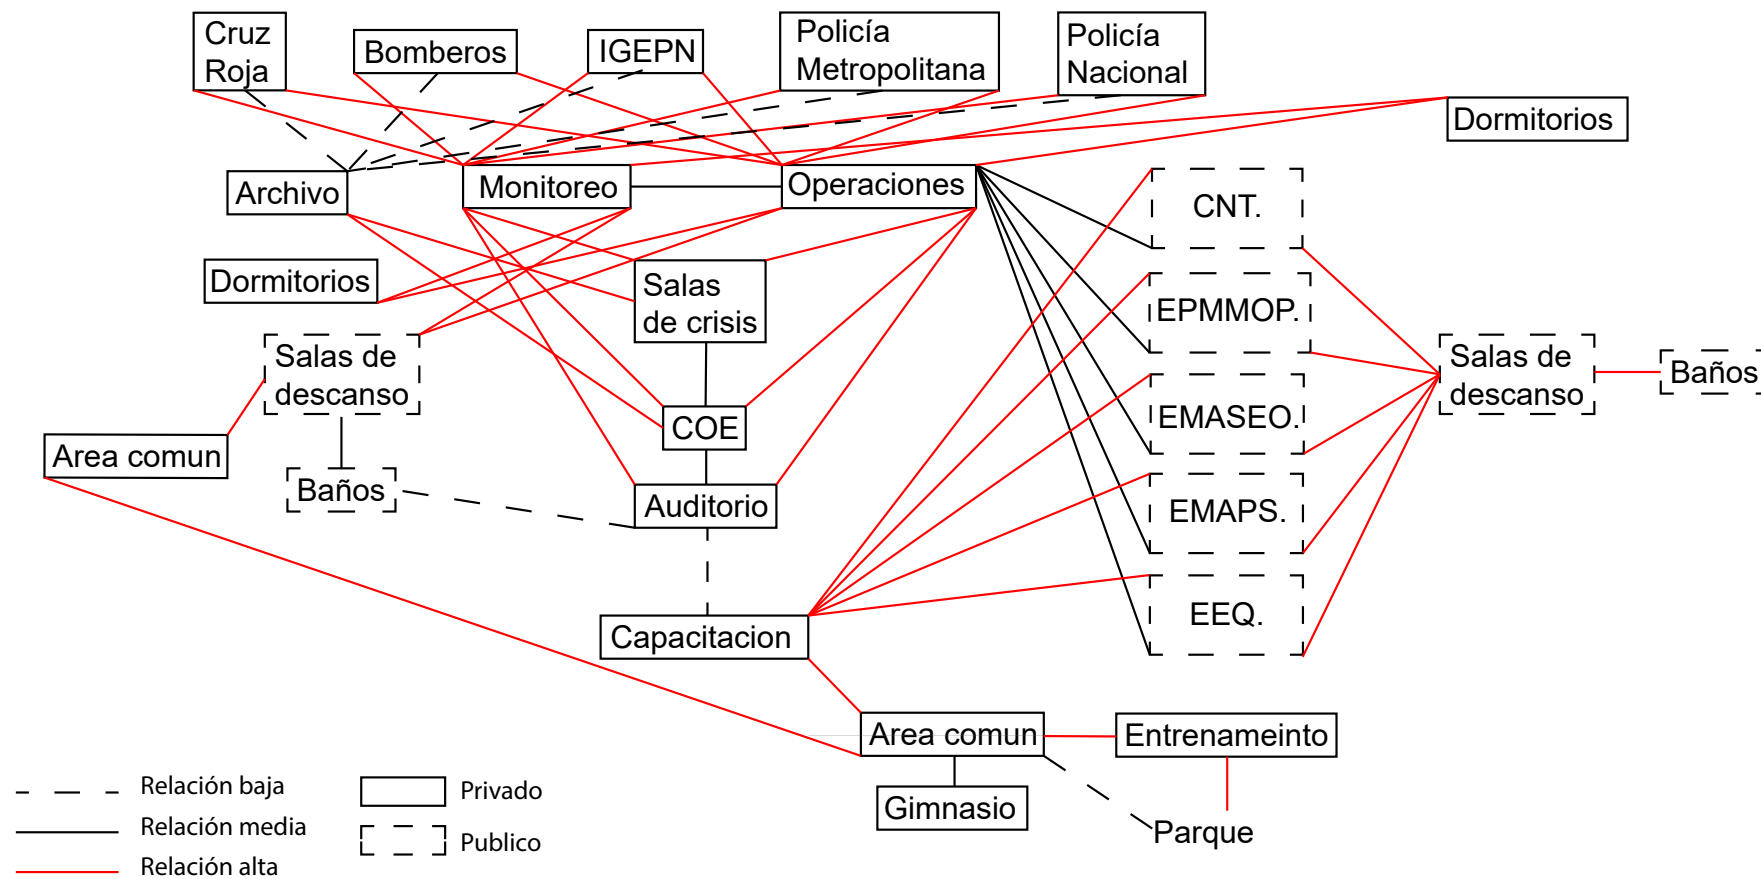 Cruz
Roja
Bomberos
IGEPN
Policía
Metropolitana
Policía
Nacional
Dormitorios
Archivo
Monitoreo
Operaciones
CNT.
Dormitorios
Salas
de crisis
EPMMOP.
Salas de
descanso
Salas de
descanso
Baños
EMASEO.
COE
Area comun
Baños
Auditorio
EMAPS.
EEQ.
Capacitacion
Area comun
Entrenameinto
Gimnasio
Parque
Relación baja
Relación media
Relación alta
Privado
Publico